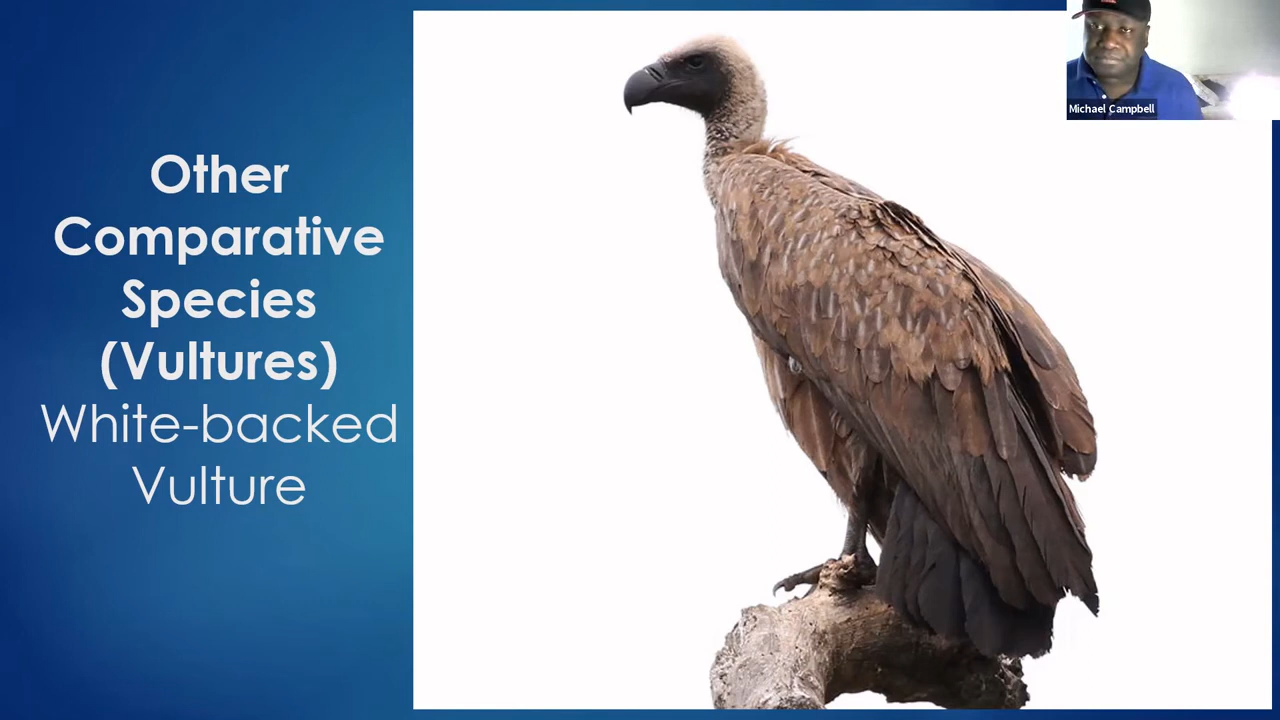 Other
Comparative
Species
(Vultures)
White-backed
Vulture
Michael Campbell